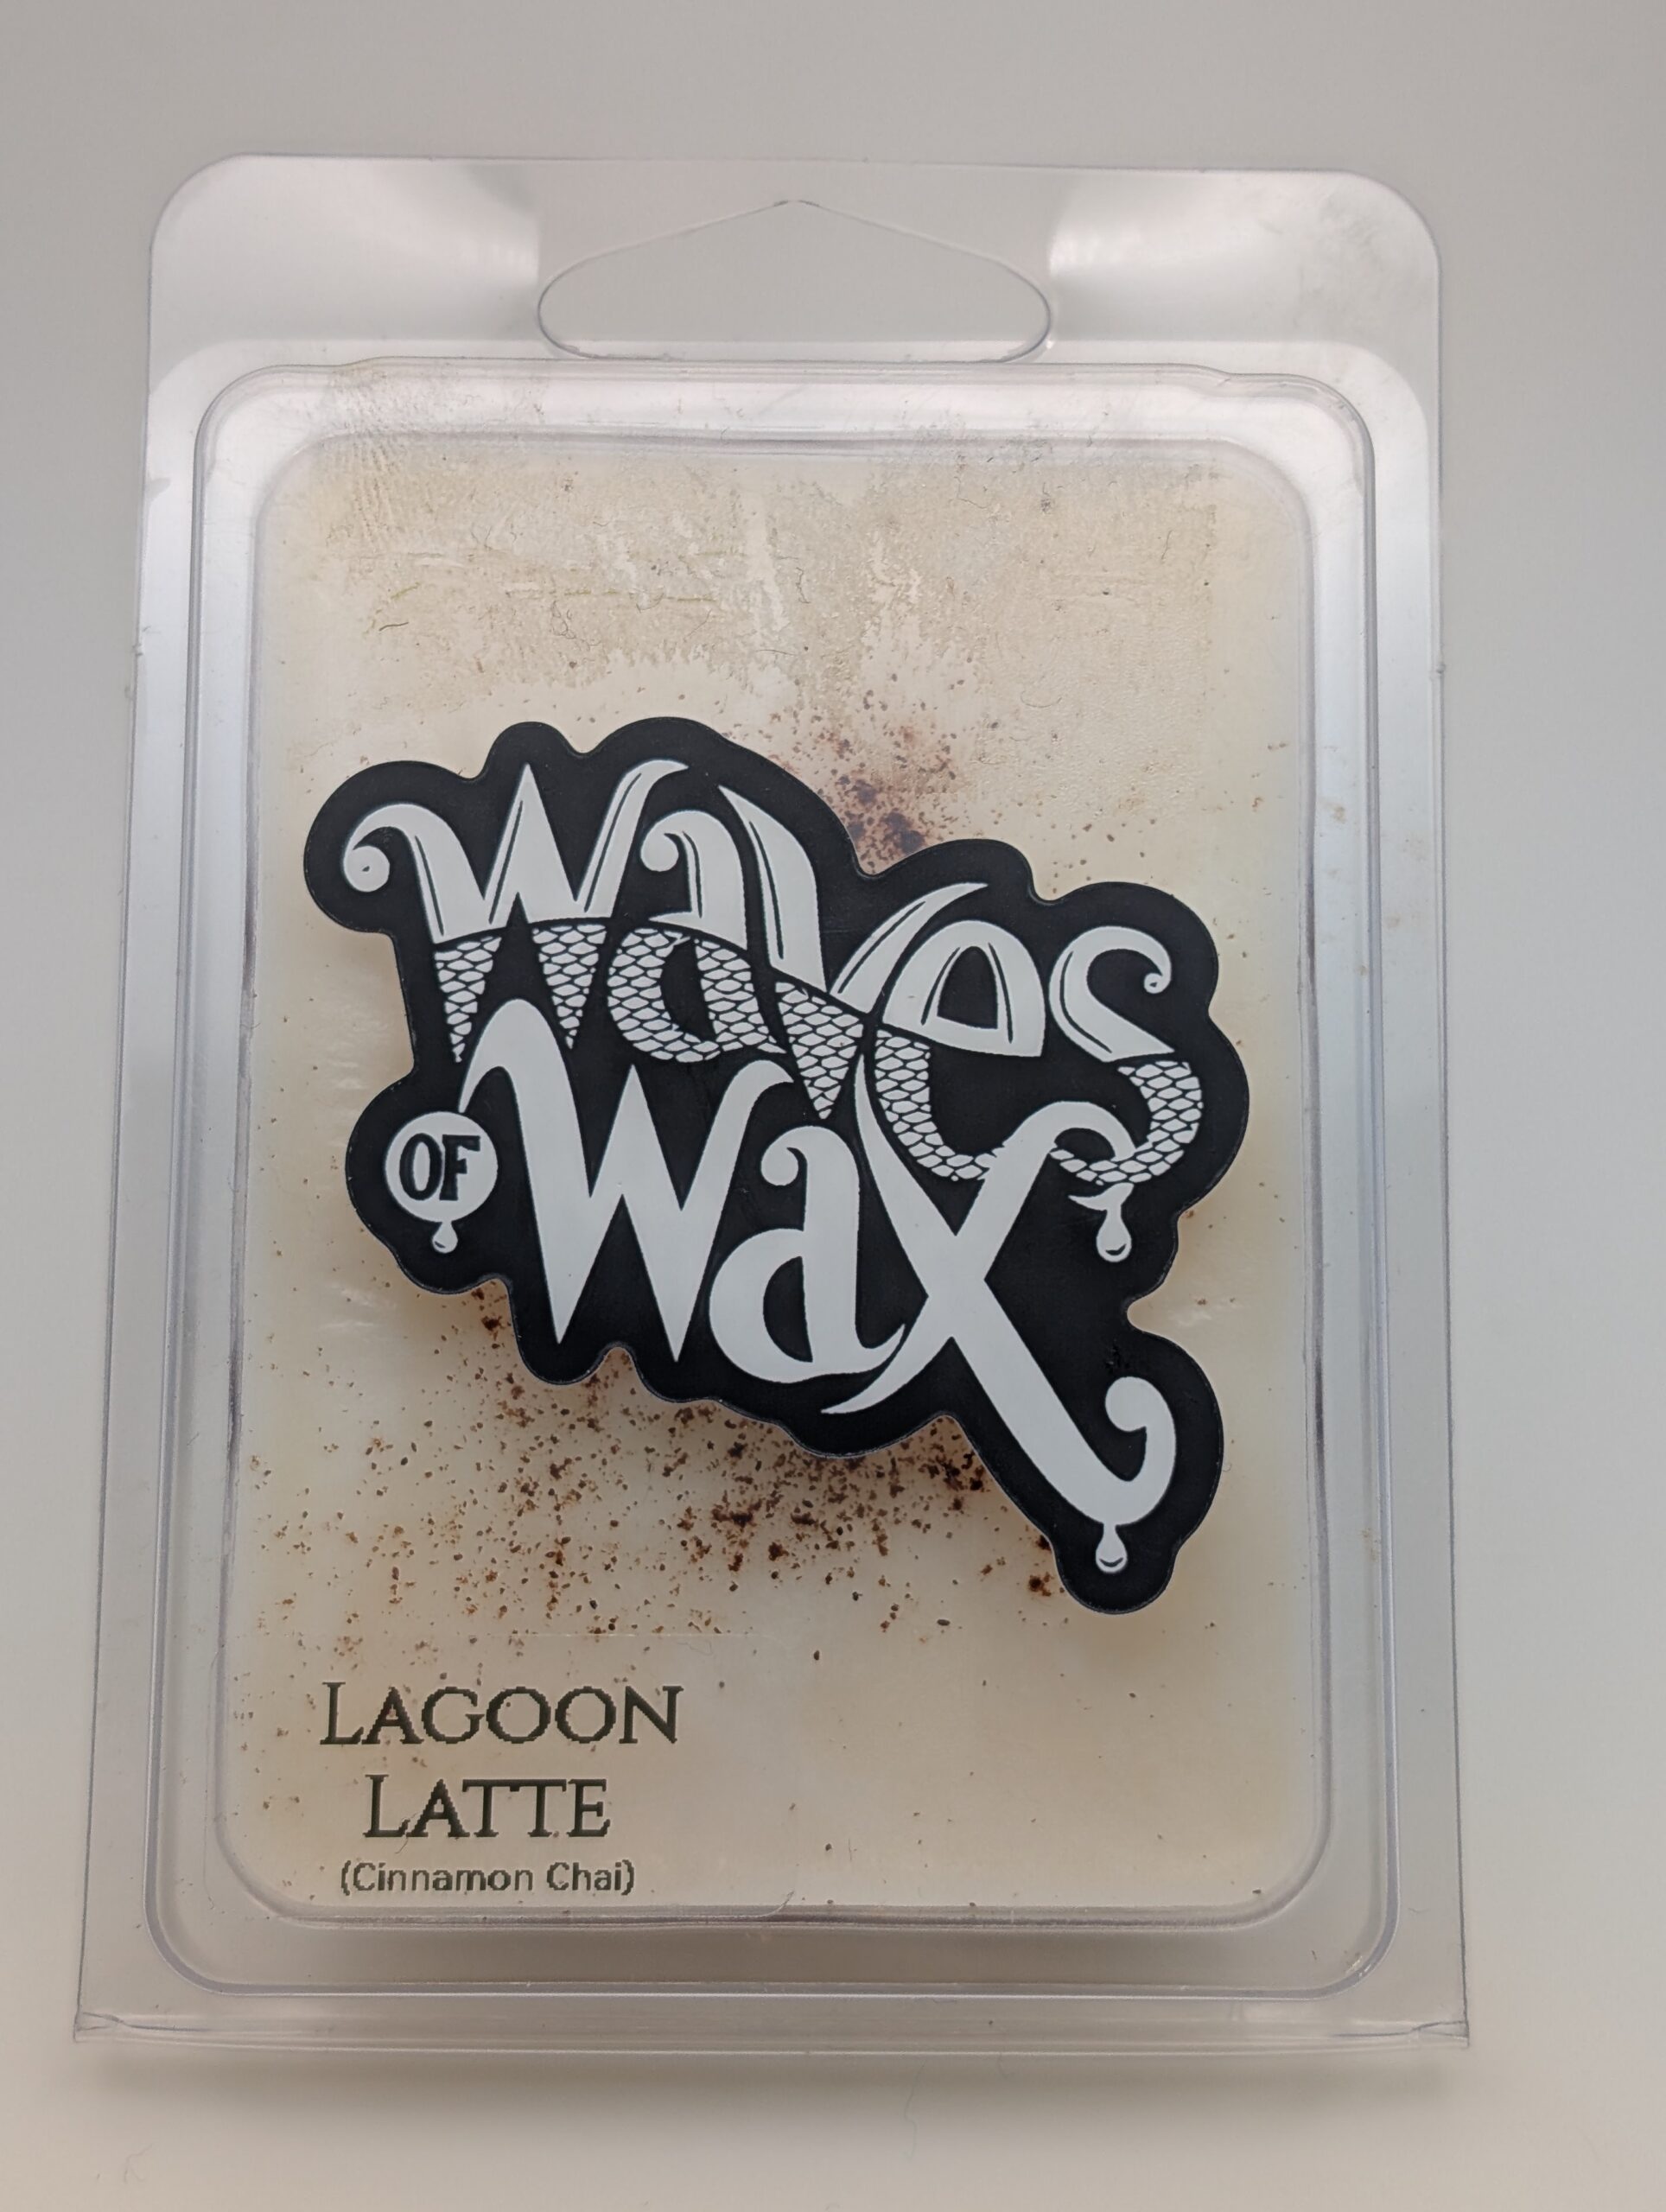 Waves
OF
Wax
LAGOON
LATTE
(Cinnamon Chai)